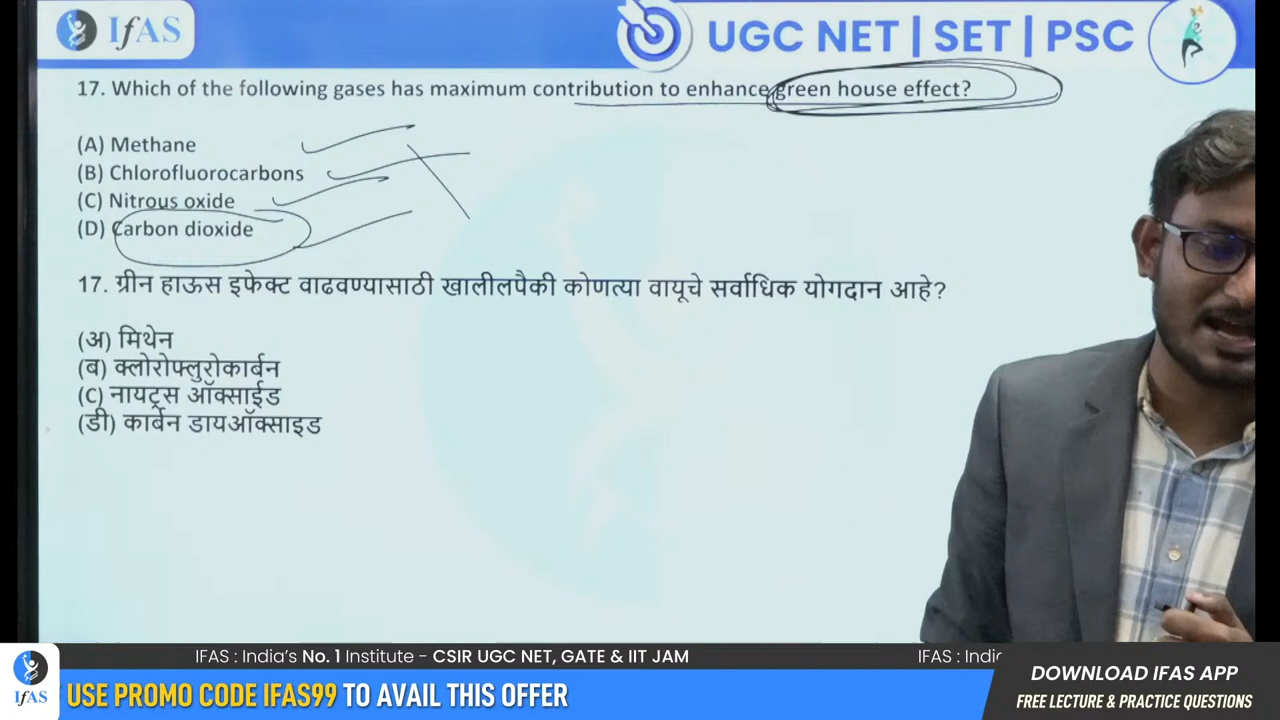 IfAS
UGC NET | SET | PSC
17. Which of the following gases has maximum contribution to enhance green house effect?
(A) Methane
(B) Chlorofluorocarbons
(C) Nitrous oxide
(D) Carbon dioxide
17. ग्रीन हाऊस इफेक्ट वाढवण्यासाठी खालीलपैकी कोणत्या वायूचे सर्वाधिक योगदान आहे?
(अ) मिथेन
(ब) क्लोरोफ्लुरोकार्बन
(C) नायट्रस ऑक्साईड
(डी) कार्बन डायऑक्साइड
IFAS : India's No. 1 Institute - CSIR UGC NET, GATE & IIT JAM
IFAS : India
IfAS
USE PROMO CODE IFAS99 TO AVAIL THIS OFFER
DOWNLOAD IFAS APP
FREE LECTURE & PRACTICE QUESTIONS